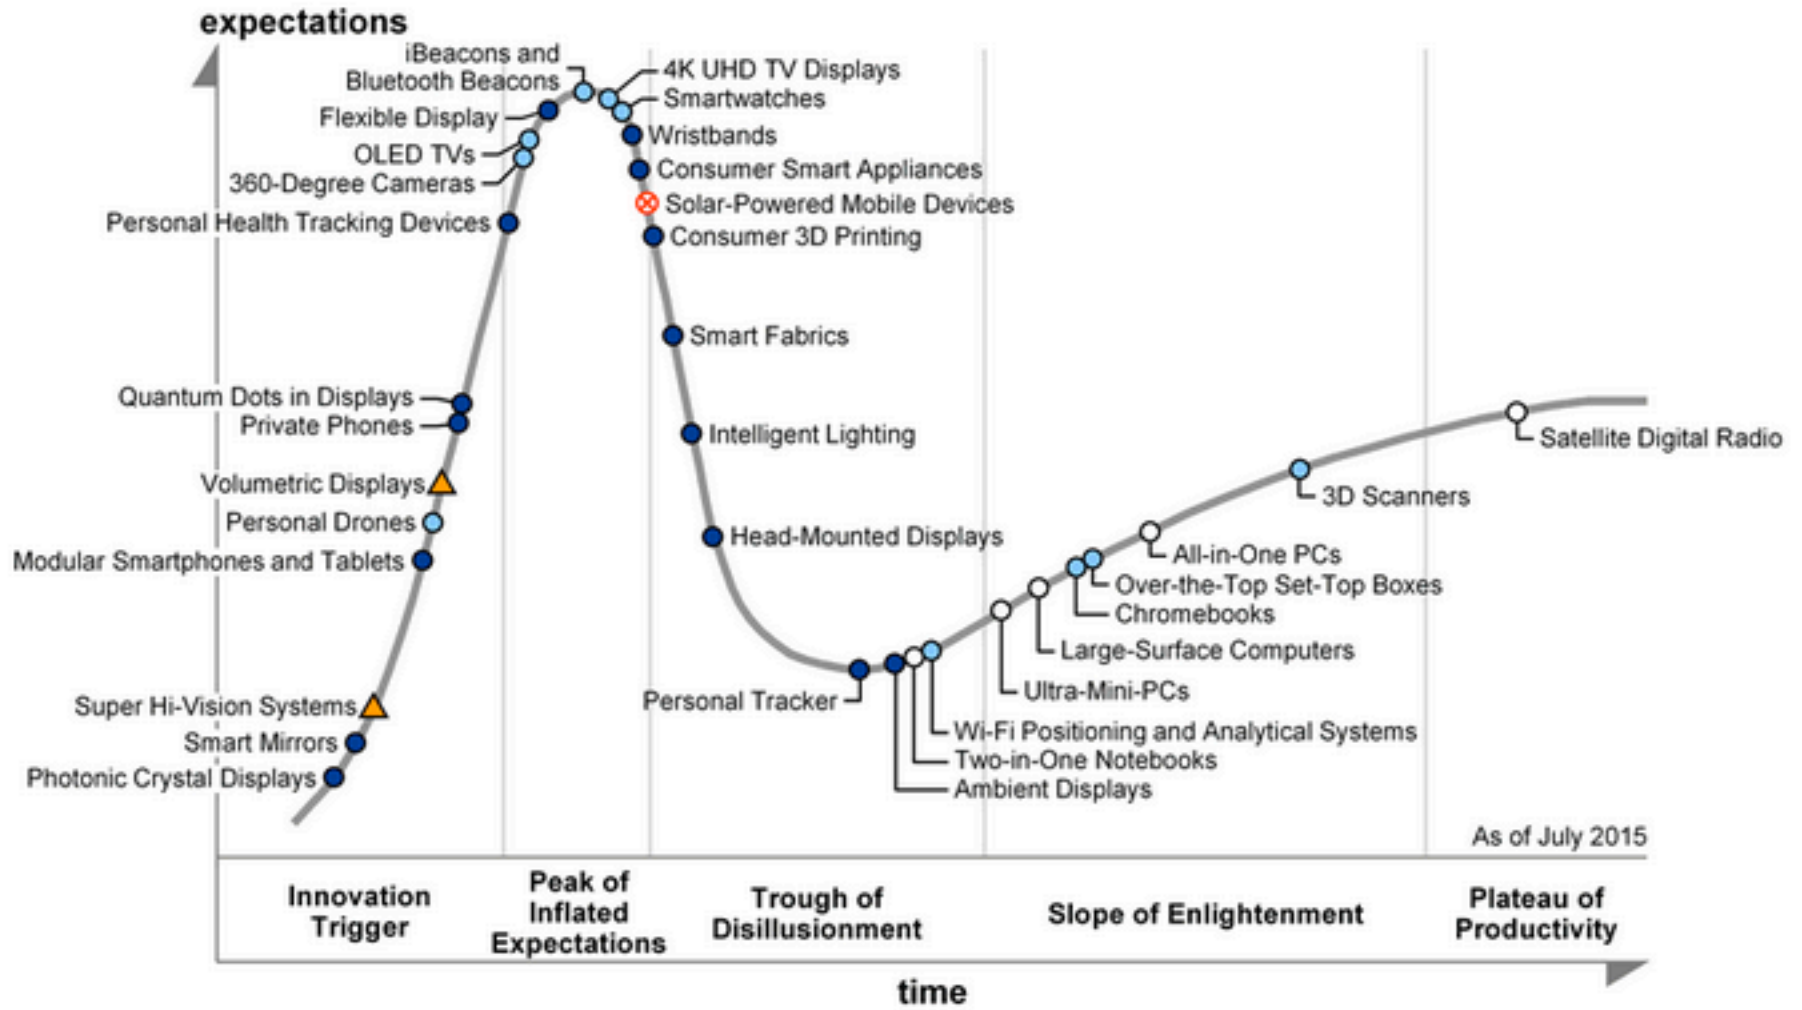 expectations
iBeacons and
Bluetooth Beacons
Flexible Display
OLED TVs
360-Degree Cameras
Personal Health Tracking Devices
Quantum Dots in Displays
Private Phones
Volumetric Displays
Personal Drones
Modular Smartphones and Tablets
Super Hi-Vision Systems
Smart Mirrors
Photonic Crystal Displays
4K UHD TV Displays
Smartwatches
Wristbands
Consumer Smart Appliances
Solar-Powered Mobile Devices
Consumer 3D Printing
Smart Fabrics
Intelligent Lighting
Head-Mounted Displays
Personal Tracker
Satellite Digital Radio
3D Scanners
All-in-One PCs
Over-the-Top Set-Top Boxes
Chromebooks
Large-Surface Computers
Ultra-Mini-PCs
Wi-Fi Positioning and Analytical Systems
Two-in-One Notebooks
Ambient Displays
As of July 2015
Innovation
Trigger
Peak of
Inflated
Expectations
Trough of
Disillusionment
Slope of Enlightenment
Plateau of
Productivity
time